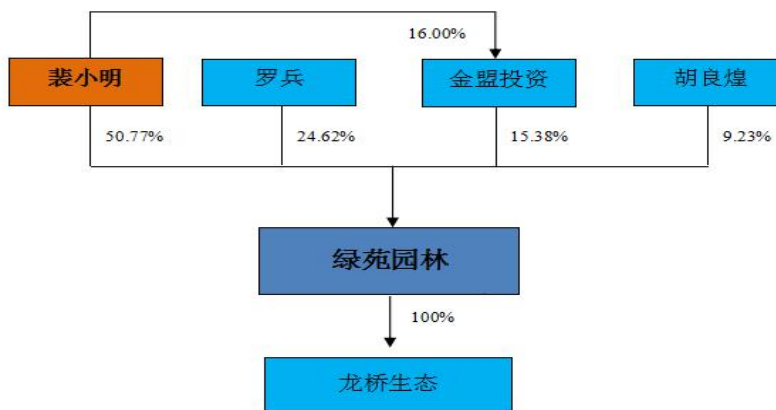 16.00%
裴小明
罗兵
金盟投资
胡良煌
50.77%
24.62%
15.38%
9.23%
绿苑园林
100%
龙桥生态